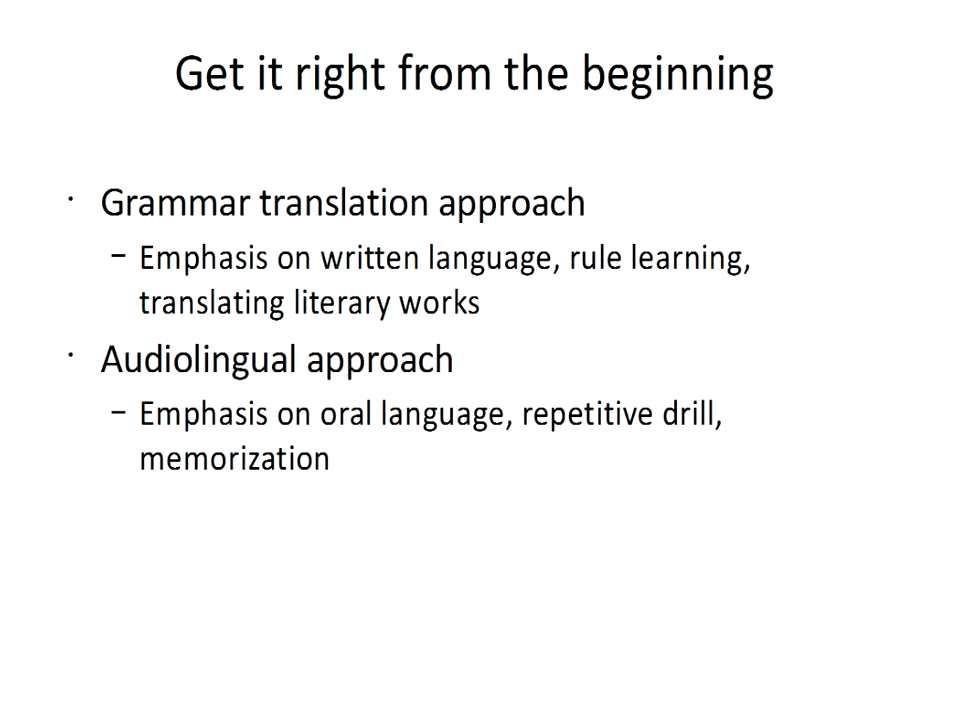 Get it right from the beginning
• Grammar translation approach
– Emphasis on written language, rule learning,
translating literary works
• Audiolingual approach
– Emphasis on oral language, repetitive drill,
memorization